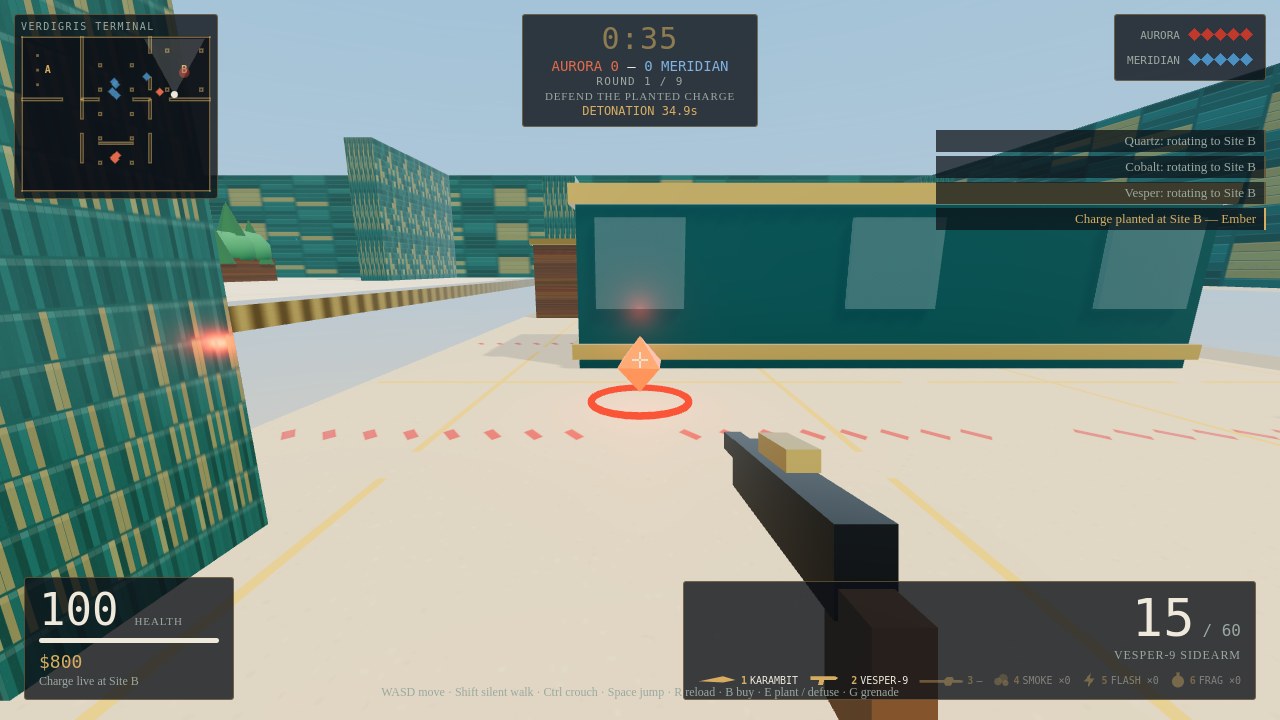 VERDIGRIS TERMINAL
A
B
0:35
AURORA 0 — 0 MERIDIAN
ROUND 1 / 9
DEFEND THE PLANTED CHARGE
DETONATION 34.9s
AURORA
MERIDIAN
Quartz: rotating to Site B
Cobalt: rotating to Site B
Vesper: rotating to Site B
Charge planted at Site B — Ember
100 HEALTH
$800
Charge live at Site B
15 / 60
VESPER-9 SIDEARM
1 KARAMBIT 2 VESPER-9 3 — 4 SMOKE ×0 5 FLASH ×0 6 FRAG ×0
WASD move · Shift silent walk · Ctrl crouch · Space jump · R reload · B buy · E plant / defuse · G grenade